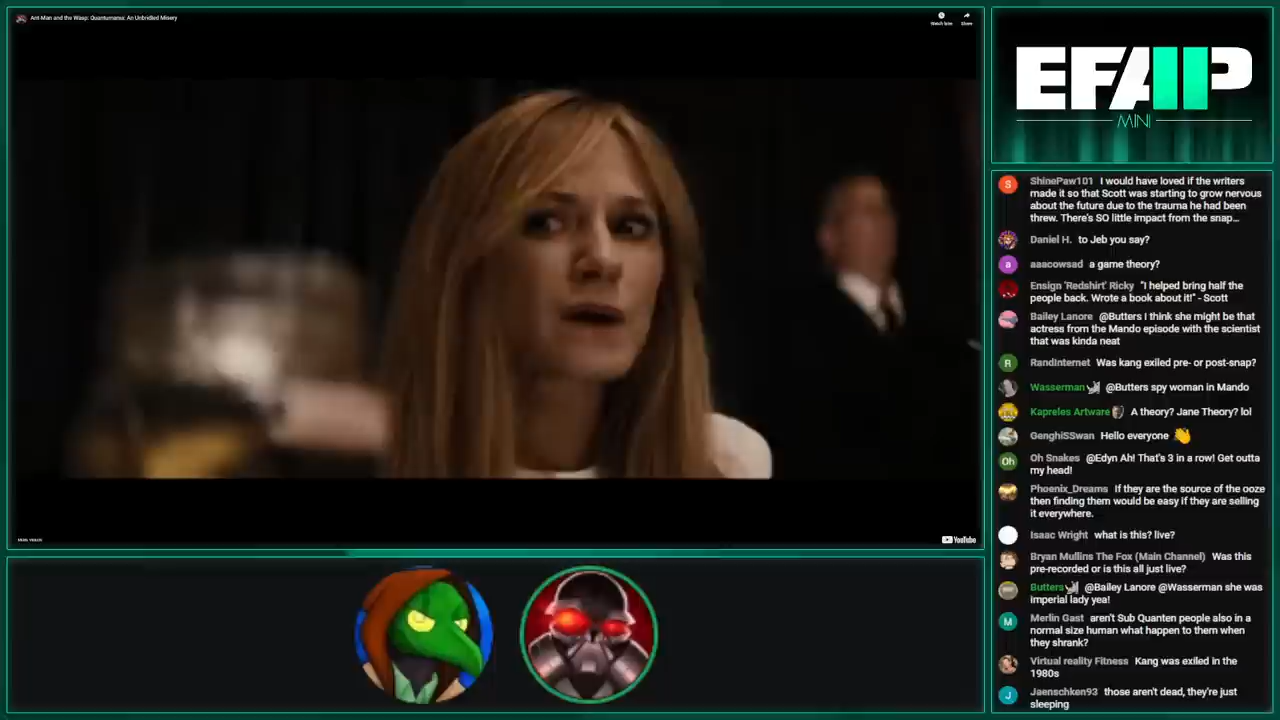 Ant-Man and the Wasp: Quantumania: An Unbridled Misery
Watch later
Share
EFAP
MINI
ShinePaw101 I would have loved if the writers
made it so that Scott was starting to grow nervous
about the future due to the trauma he had been
threw. There's SO little impact from the snap...
Daniel H. to Jeb you say?
aaacowsad a game theory?
Ensign 'Redshirt' Ricky "I helped bring half the
people back. Wrote a book about it!" - Scott
Bailey Lanore @Butters I think she might be that
actress from the Mando episode with the scientist
that was kinda neat
RandInternet Was kang exiled pre- or post-snap?
Wasserman @Butters spy woman in Mando
Kapreles Artware A theory? Jane Theory? lol
GenghiSSwan Hello everyone 👏
Oh Snakes @Edyn Ah! That's 3 in a row! Get outta
my head!
Phoenix_Dreams If they are the source of the ooze
then finding them would be easy if they are selling
it everywhere.
Isaac Wright what is this? live?
Bryan Mullins The Fox (Main Channel) Was this
pre-recorded or is this all just live?
Butters @Bailey Lanore @Wasserman she was
imperial lady yea!
Merlin Gast aren't Sub Quanten people also in a
normal size human what happen to them when
they shrank?
Virtual reality Fitness Kang was exiled in the
1980s
Jaenschken93 those aren't dead, they're just
sleeping
MORE VIDEOS
YouTube